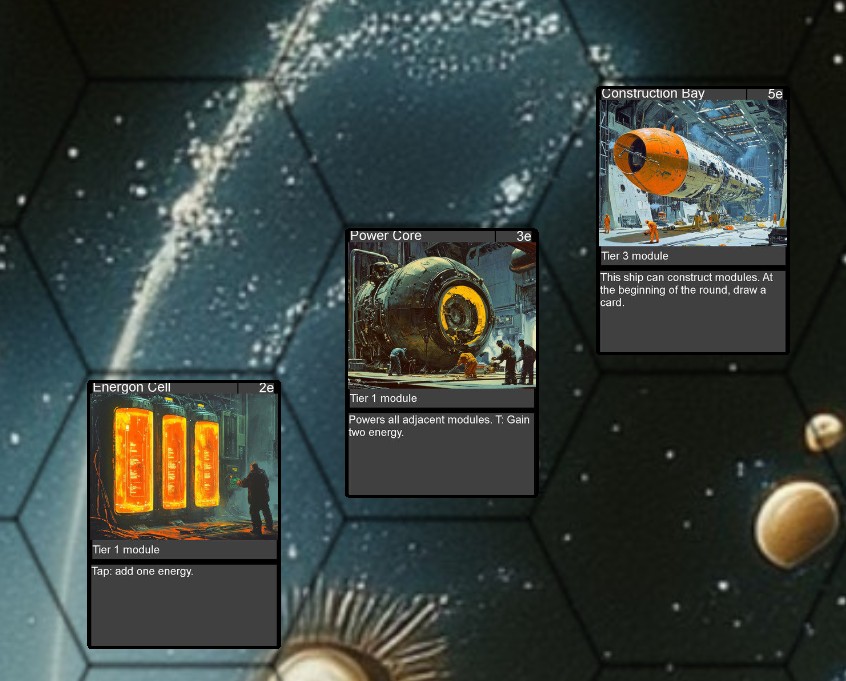 Construction Bay 5e
Tier 3 module
This ship can construct modules. At
the beginning of the round, draw a
card.
Power Core 3e
Tier 1 module
Powers all adjacent modules. T: Gain
two energy.
Energon Cell 2e
Tier 1 module
Tap: add one energy.